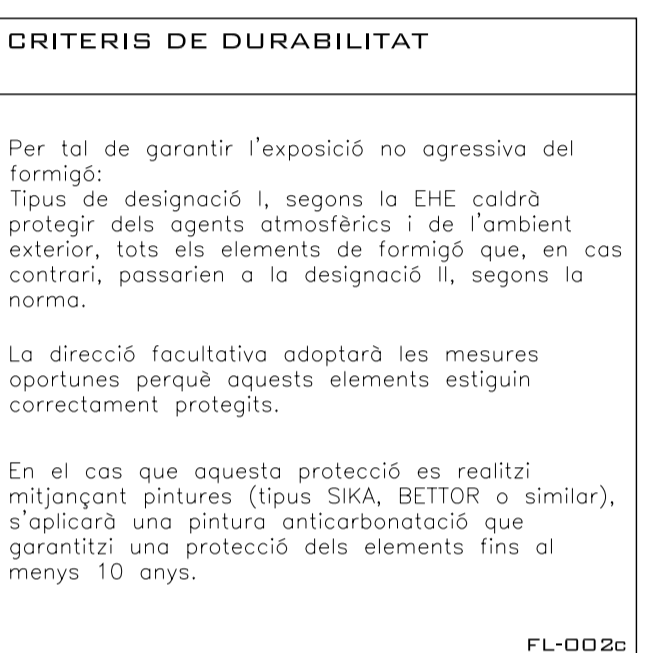 CRITERIS DE DURABILITAT
Per tal de garantir l'exposició no agressiva del
formigó:
Tipus de designació I, segons la EHE caldrà
protegir dels agents atmosfèrics i de l'ambient
exterior, tots els elements de formigó que, en cas
contrari, passarien a la designació II, segons la
norma.
La direcció facultativa adoptarà les mesures
oportunes perquè aquests elements estiguin
correctament protegits.
En el cas que aquesta protecció es realitzi
mitjançant pintures (tipus SIKA, BETTOR o similar),
s'aplicarà una pintura anticarbonatació que
garantitzi una protecció dels elements fins al
menys 10 anys.
FL-002c